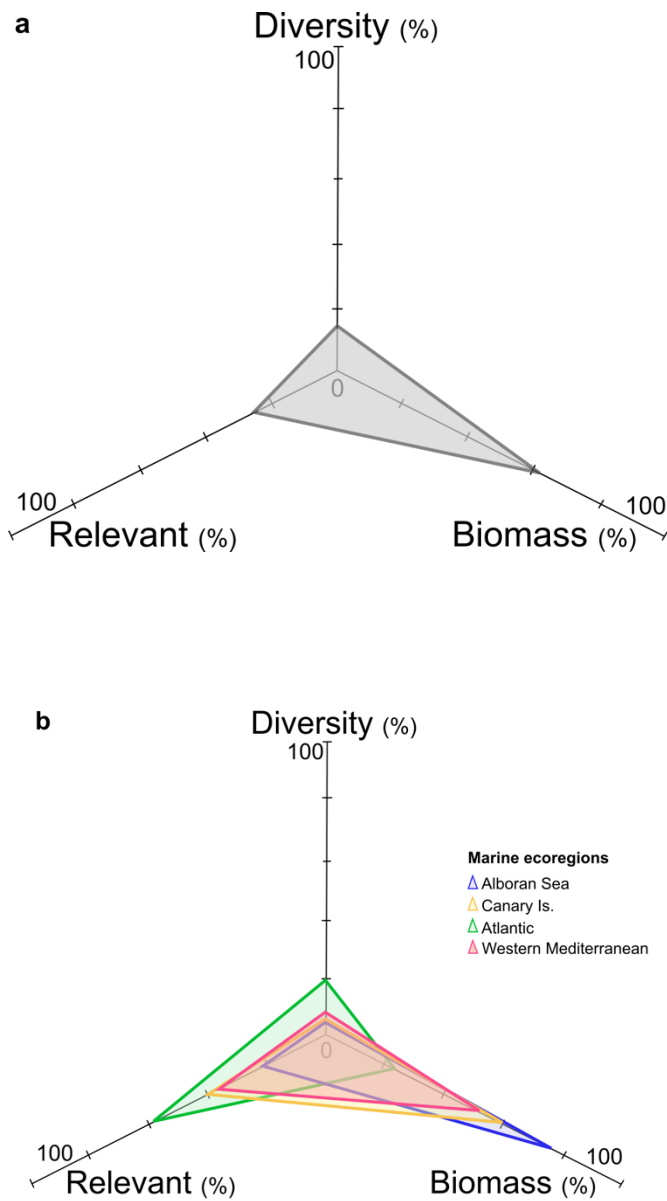 a
Diversity (%)
100
0
100
100
Relevant (%)
Biomass (%)
b
Diversity (%)
100
Marine ecoregions
Alboran Sea
Canary Is.
Atlantic
Western Mediterranean
0
100
100
Relevant (%)
Biomass (%)